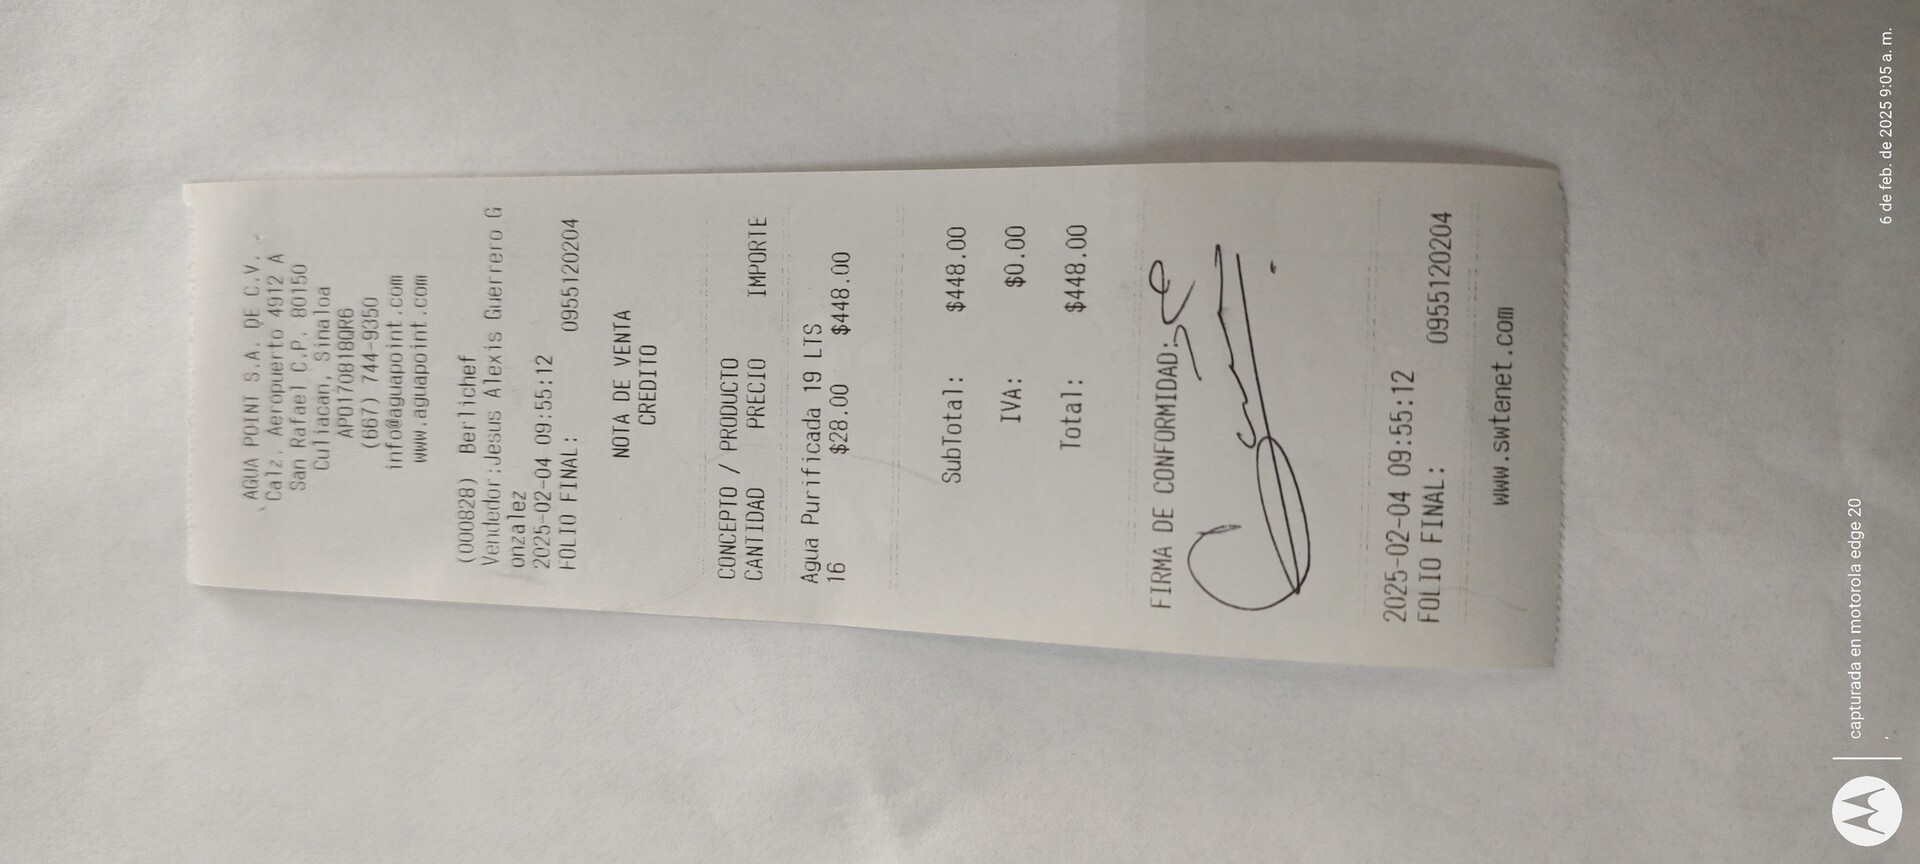 AGUA POINT S.A. DE C.V.
Calz. Aeropuerto 4912 A
San Rafael C.P. 80150
Culiacan, Sinaloa
APO170818QR6
(667) 744-9350
info@aguapoint.com
www.aguapoint.com
(000828) Berlichef
Vendedor:Jesus Alexis Guerrero G
onzalez
2025-02-04 09:55:12
FOLIO FINAL: 0955120204
NOTA DE VENTA
CREDITO
CONCEPTO / PRODUCTO
CANTIDAD PRECIO IMPORTE
Agua Purificada 19 LTS
16 $28.00 $448.00
SubTotal: $448.00
IVA: $0.00
Total: $448.00
FIRMA DE CONFORMIDAD:
2025-02-04 09:55:12
FOLIO FINAL: 0955120204
www.swtenet.com
capturada en motorola edge 20
6 de feb. de 2025 9:05 a. m.